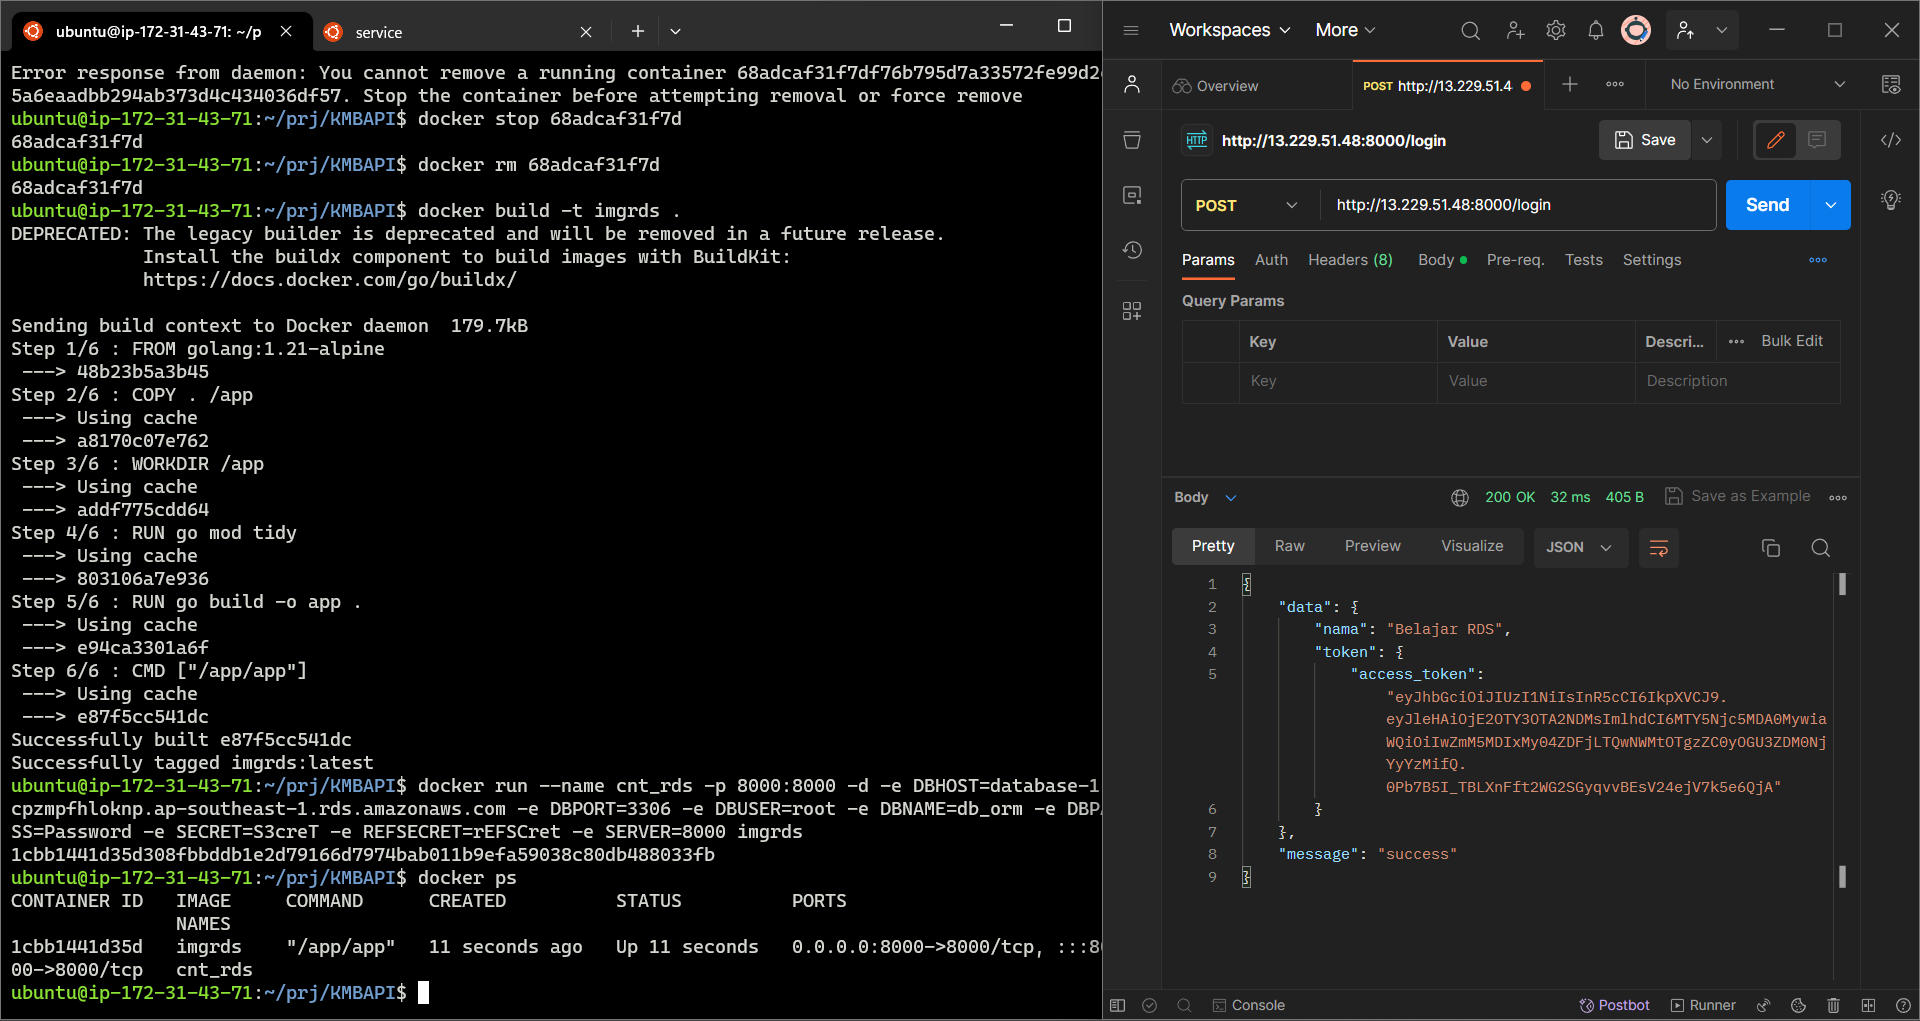 ubuntu@ip-172-31-43-71: ~/p
service
Error response from daemon: You cannot remove a running container 68adcaf31f7df76b795d7a33572fe99d2
5a6eaadbb294ab373d4c434036df57. Stop the container before attempting removal or force remove
ubuntu@ip-172-31-43-71:~/prj/KMBAPI$ docker stop 68adcaf31f7d
68adcaf31f7d
ubuntu@ip-172-31-43-71:~/prj/KMBAPI$ docker rm 68adcaf31f7d
68adcaf31f7d
ubuntu@ip-172-31-43-71:~/prj/KMBAPI$ docker build -t imgrds .
DEPRECATED: The legacy builder is deprecated and will be removed in a future release.
Install the buildx component to build images with BuildKit:
https://docs.docker.com/go/buildx/
Sending build context to Docker daemon  179.7kB
Step 1/6 : FROM golang:1.21-alpine
---> 48b23b5a3b45
Step 2/6 : COPY . /app
---> Using cache
---> a8170c07e762
Step 3/6 : WORKDIR /app
---> Using cache
---> addf775cdd64
Step 4/6 : RUN go mod tidy
---> Using cache
---> 803106a7e936
Step 5/6 : RUN go build -o app .
---> Using cache
---> e94ca3301a6f
Step 6/6 : CMD ["/app/app"]
---> Using cache
---> e87f5cc541dc
Successfully built e87f5cc541dc
Successfully tagged imgrds:latest
ubuntu@ip-172-31-43-71:~/prj/KMBAPI$ docker run --name cnt_rds -p 8000:8000 -d -e DBHOST=database-1
cpzmpfhloknp.ap-southeast-1.rds.amazonaws.com -e DBPORT=3306 -e DBUSER=root -e DBNAME=db_orm -e DBP
SS=Password -e SECRET=S3creT -e REFSECRET=rEFSCret -e SERVER=8000 imgrds
1cbb1441d35d308fbbddb1e2d79166d7974bab011b9efa59038c80db488033fb
ubuntu@ip-172-31-43-71:~/prj/KMBAPI$ docker ps
CONTAINER ID   IMAGE     COMMAND      CREATED          STATUS          PORTS
NAMES
1cbb1441d35d   imgrds    "/app/app"   11 seconds ago   Up 11 seconds   0.0.0.0:8000->8000/tcp, :::8
00->8000/tcp   cnt_rds
ubuntu@ip-172-31-43-71:~/prj/KMBAPI$
Workspaces More
Overview POST http://13.229.51.4 No Environment
HTTP http://13.229.51.48:8000/login Save
POST http://13.229.51.48:8000/login Send
Params Auth Headers (8) Body Pre-req. Tests Settings
Query Params
Key Value Descri... Bulk Edit
Key Value Description
Body 200 OK 32 ms 405 B Save as Example
Pretty Raw Preview Visualize JSON
1 {
2 "data": {
3 "nama": "Belajar RDS",
4 "token": {
5 "access_token":
"eyJhbGciOiJIUzI1NiIsInR5cCI6IkpXVCJ9.
eyJleHAiOjE2OTY3OTA2NDMsImlhdCI6MTY5Njc5MDA0Mywia
WQiOiIwZmM5MDIxMy04ZDFjLTQwNWMtOTgzZC0yOGU3ZDM0Nj
YyYzMifQ.
0Pb7B5I_TBLXnFft2WG2SGyqvvBEsV24ejV7k5e6QjA"
6 }
7 },
8 "message": "success"
9 }
Console Postbot Runner